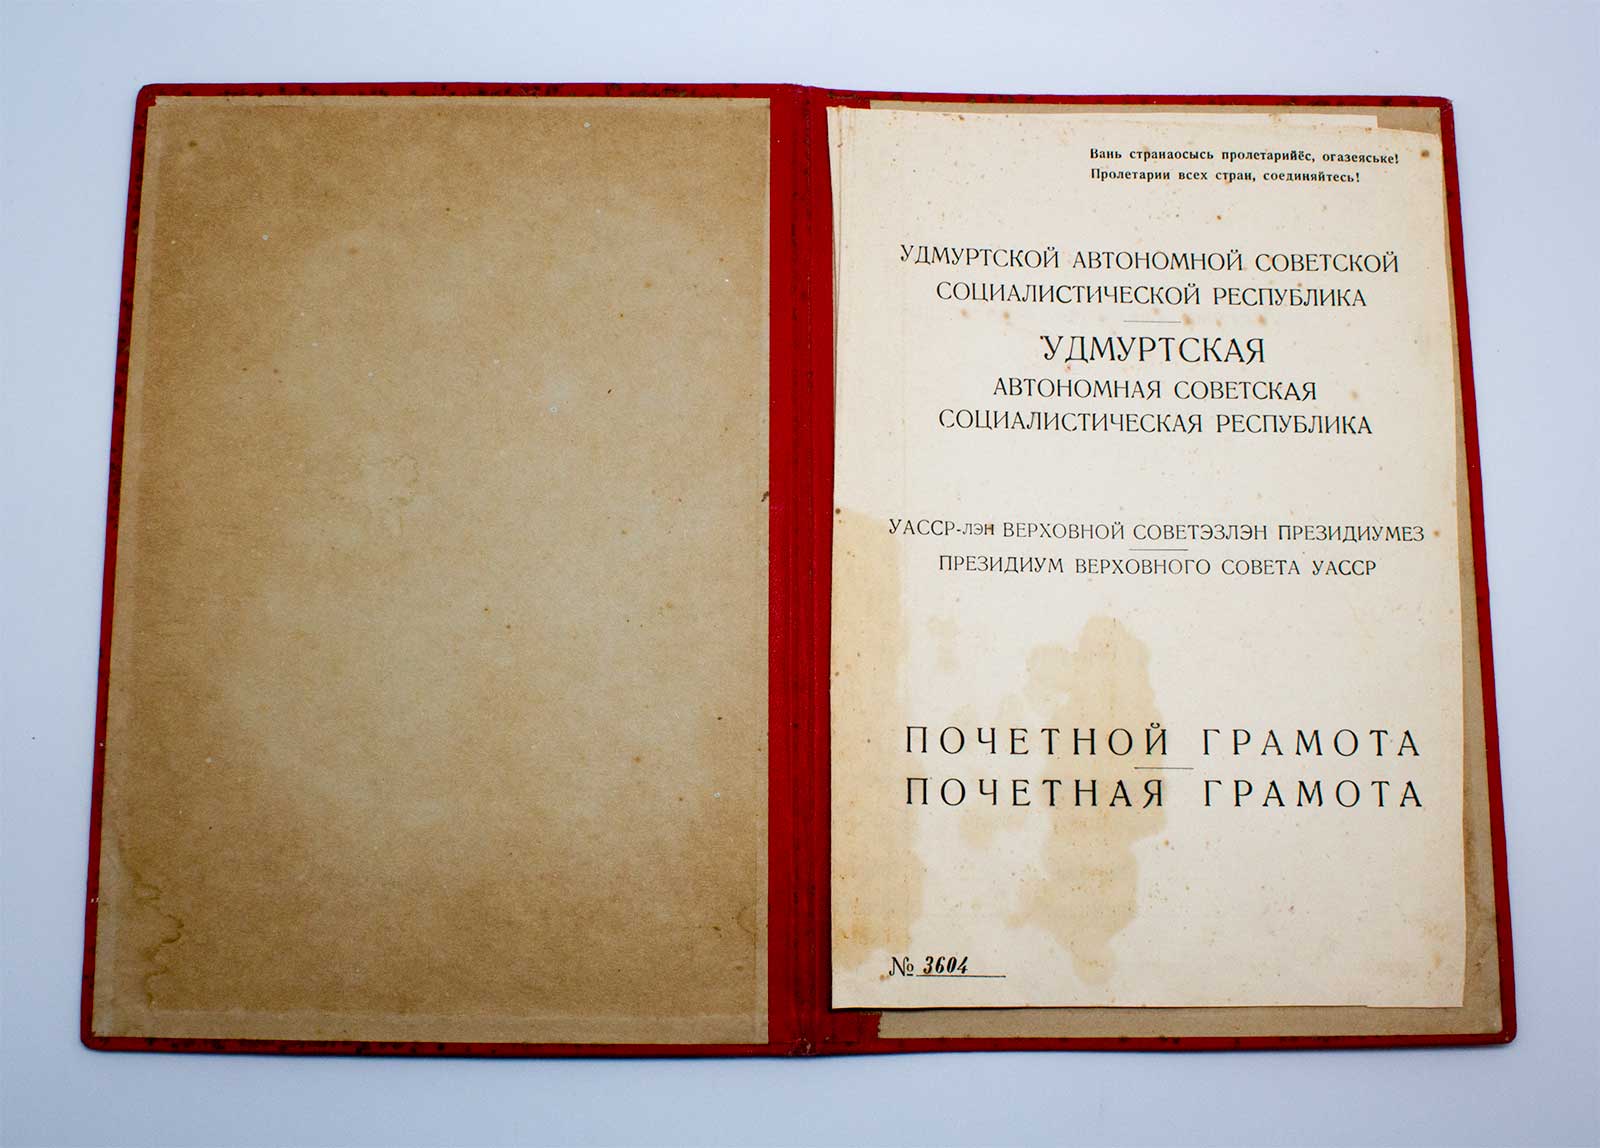 Вань странаосысь пролетарийёс, огазеяське!
Пролетарии всех стран, соединяйтесь!
УДМУРТСКОЙ АВТОНОМНОЙ СОВЕТСКОЙ
СОЦИАЛИСТИЧЕСКОЙ РЕСПУБЛИКА
УДМУРТСКАЯ
АВТОНОМНАЯ СОВЕТСКАЯ
СОЦИАЛИСТИЧЕСКАЯ РЕСПУБЛИКА
УАССР-лэн ВЕРХОВНОЙ СОВЕТЭЗЛЭН ПРЕЗИДИУМЕЗ
ПРЕЗИДИУМ ВЕРХОВНОГО СОВЕТА УАССР
ПОЧЕТНОЙ ГРАМОТА
ПОЧЕТНАЯ ГРАМОТА
№ 3604